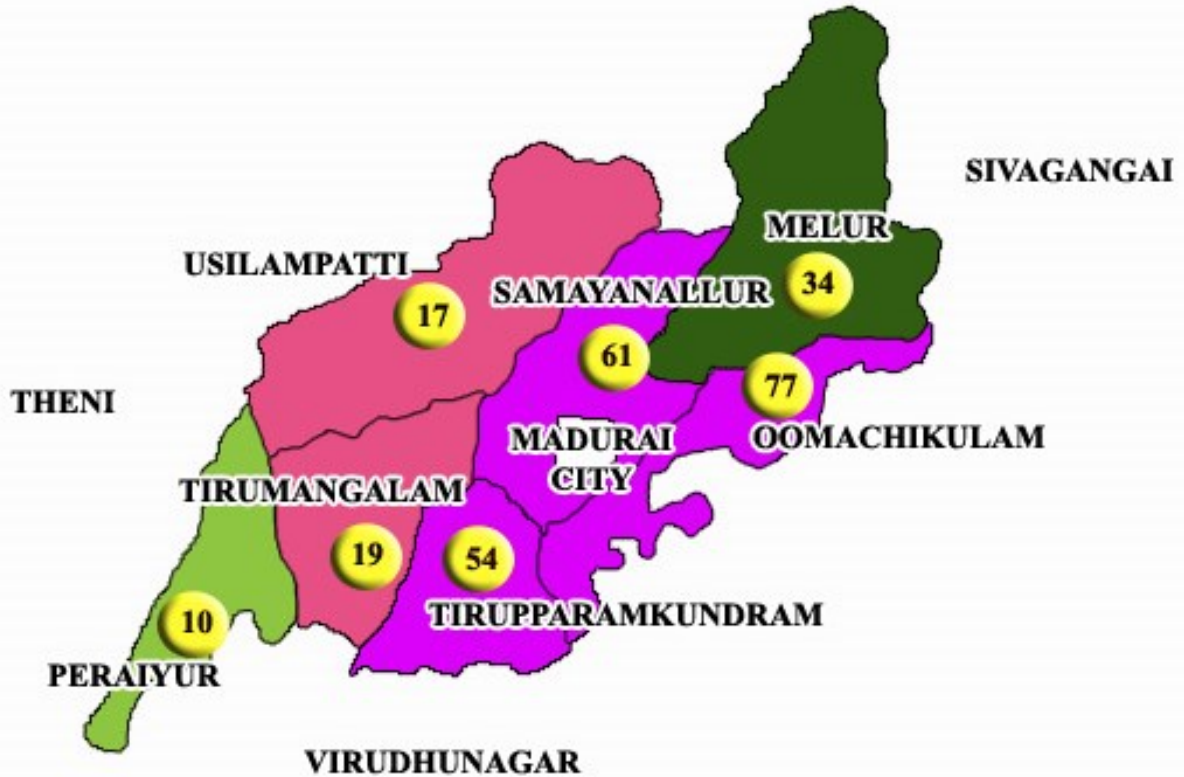 SIVAGANGAI
MELUR
34
USILAMPATTI
17
SAMAYANALLUR
61
77
THENI
MADURAI
CITY
OOMACHIKULAM
TIRUMANGALAM
19
54
TIRUPPARAMKUNDRAM
10
PERAIYUR
VIRUDHUNAGAR